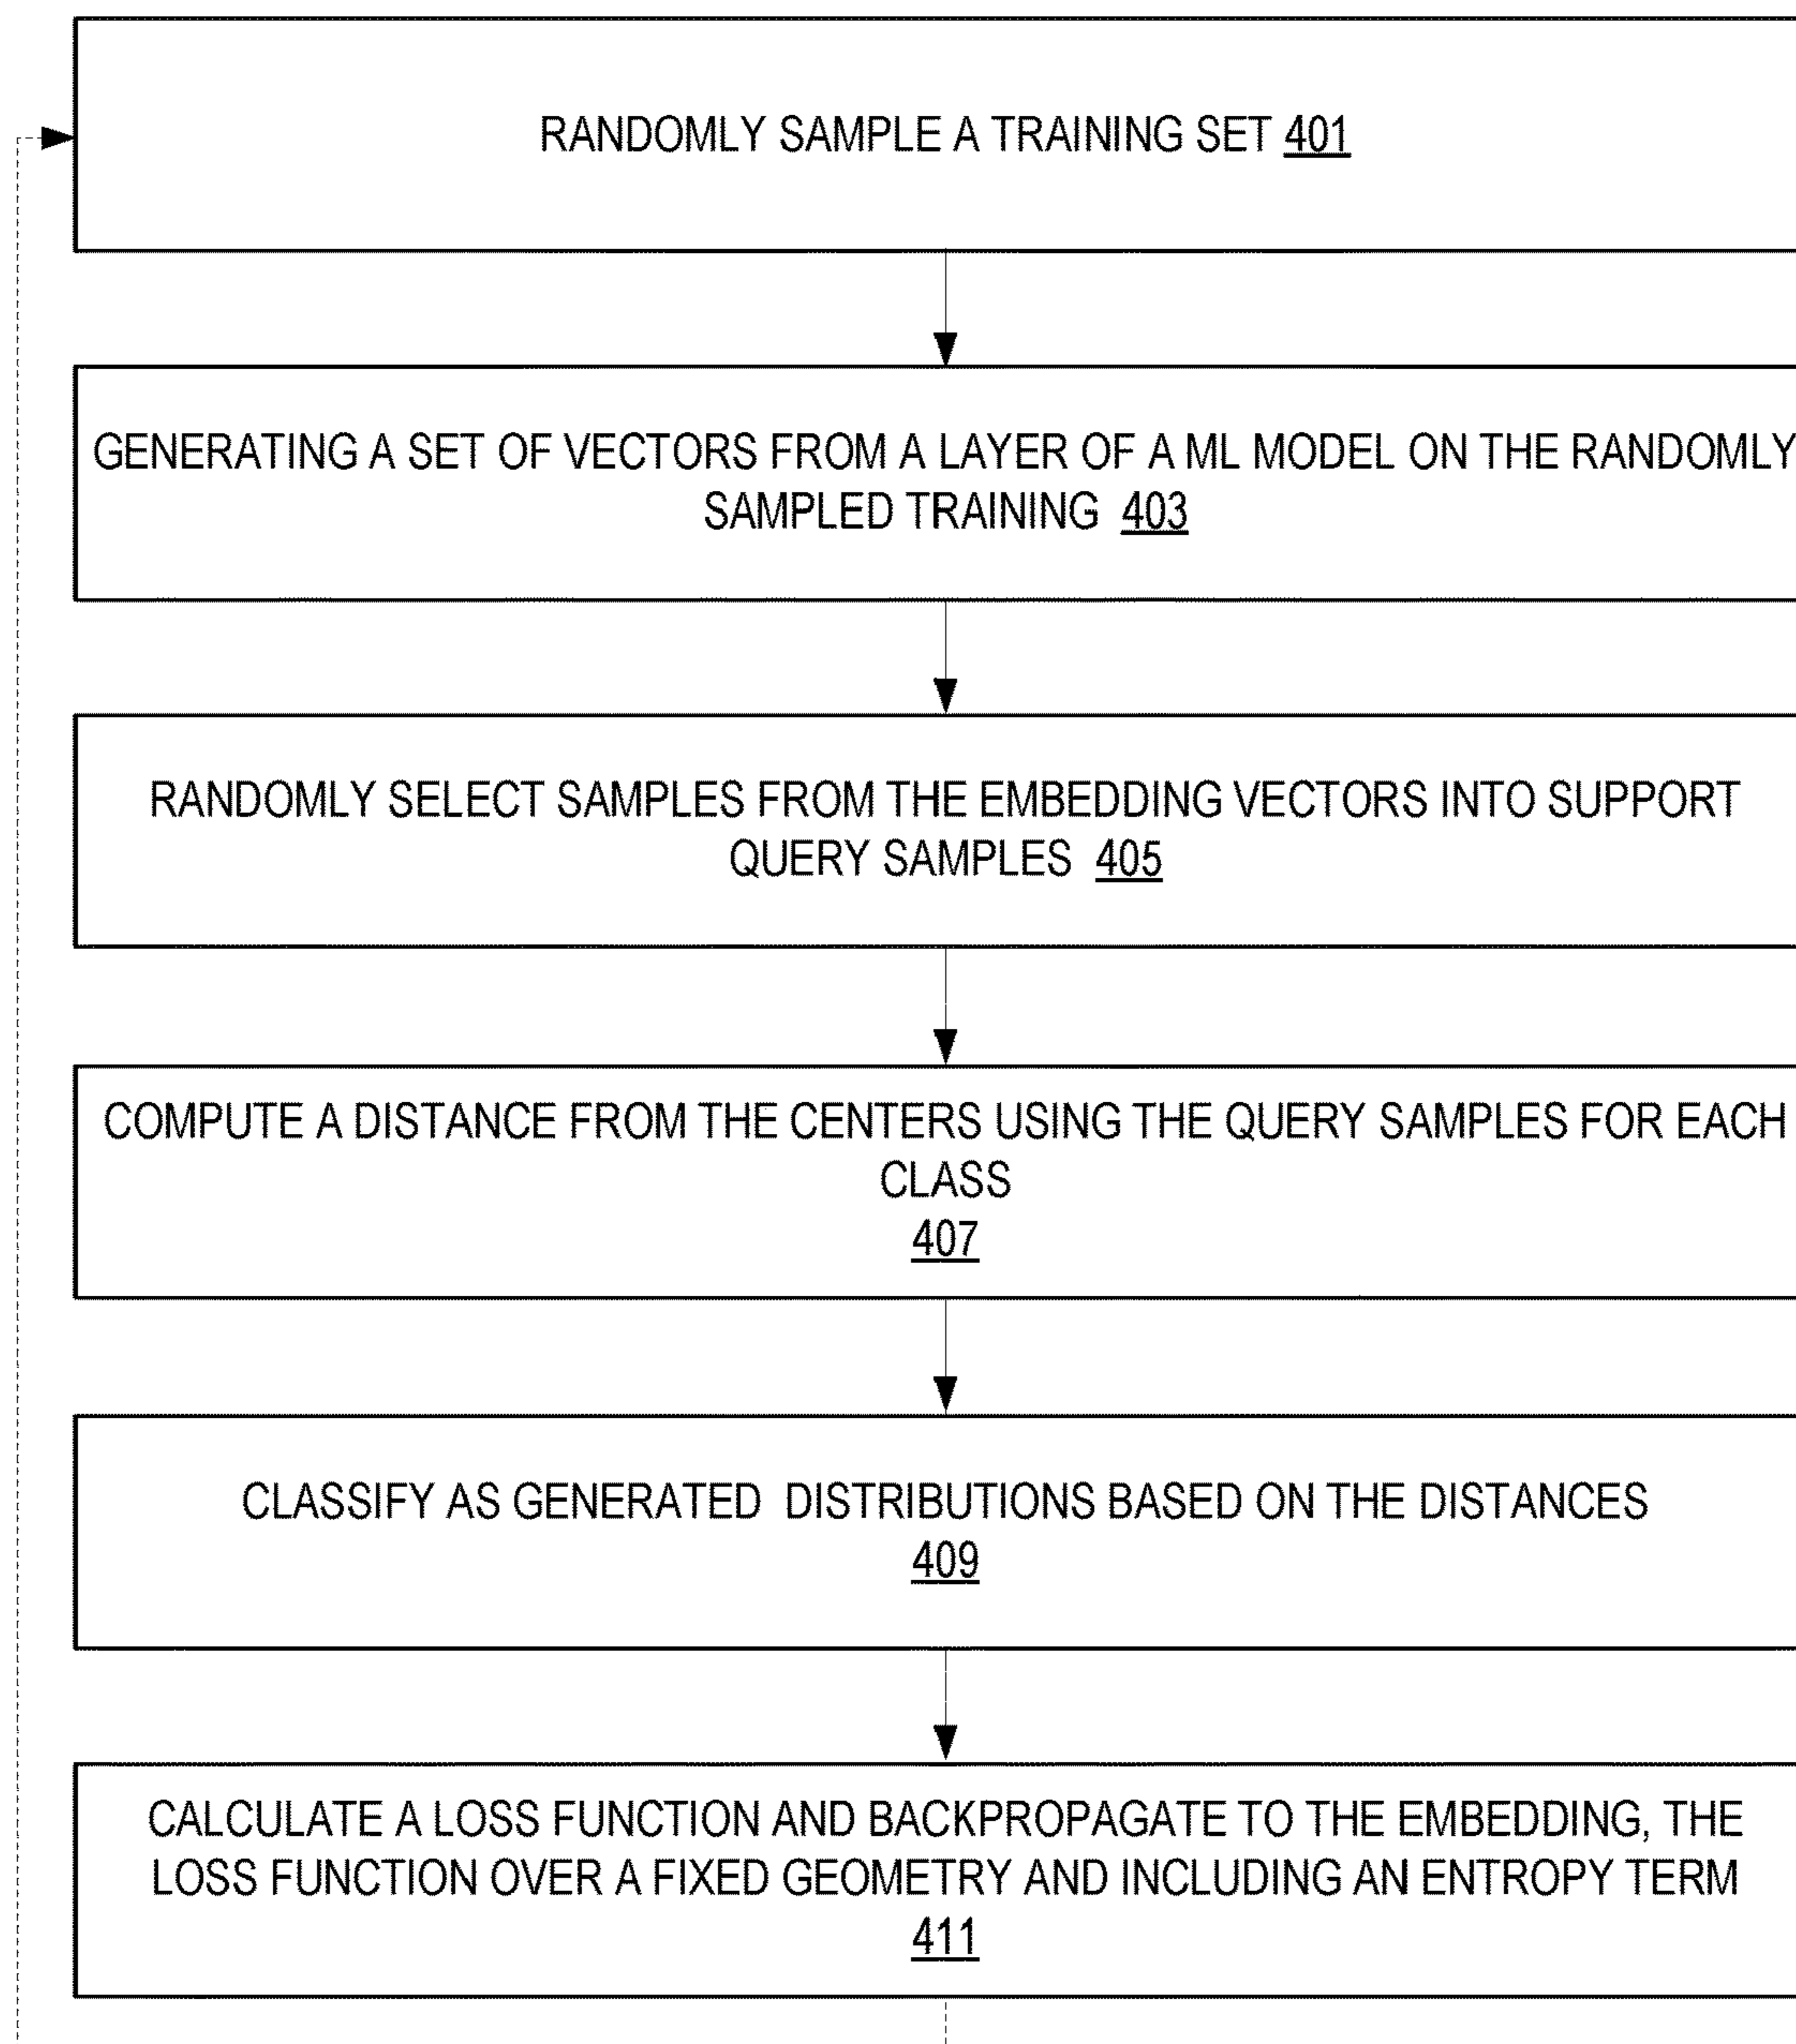 RANDOMLY SAMPLE A TRAINING SET 401
GENERATING A SET OF VECTORS FROM A LAYER OF A ML MODEL ON THE RANDOMLY
SAMPLED TRAINING 403
RANDOMLY SELECT SAMPLES FROM THE EMBEDDING VECTORS INTO SUPPORT
QUERY SAMPLES 405
COMPUTE A DISTANCE FROM THE CENTERS USING THE QUERY SAMPLES FOR EACH
CLASS
407
CLASSIFY AS GENERATED DISTRIBUTIONS BASED ON THE DISTANCES
409
CALCULATE A LOSS FUNCTION AND BACKPROPAGATE TO THE EMBEDDING, THE
LOSS FUNCTION OVER A FIXED GEOMETRY AND INCLUDING AN ENTROPY TERM
411